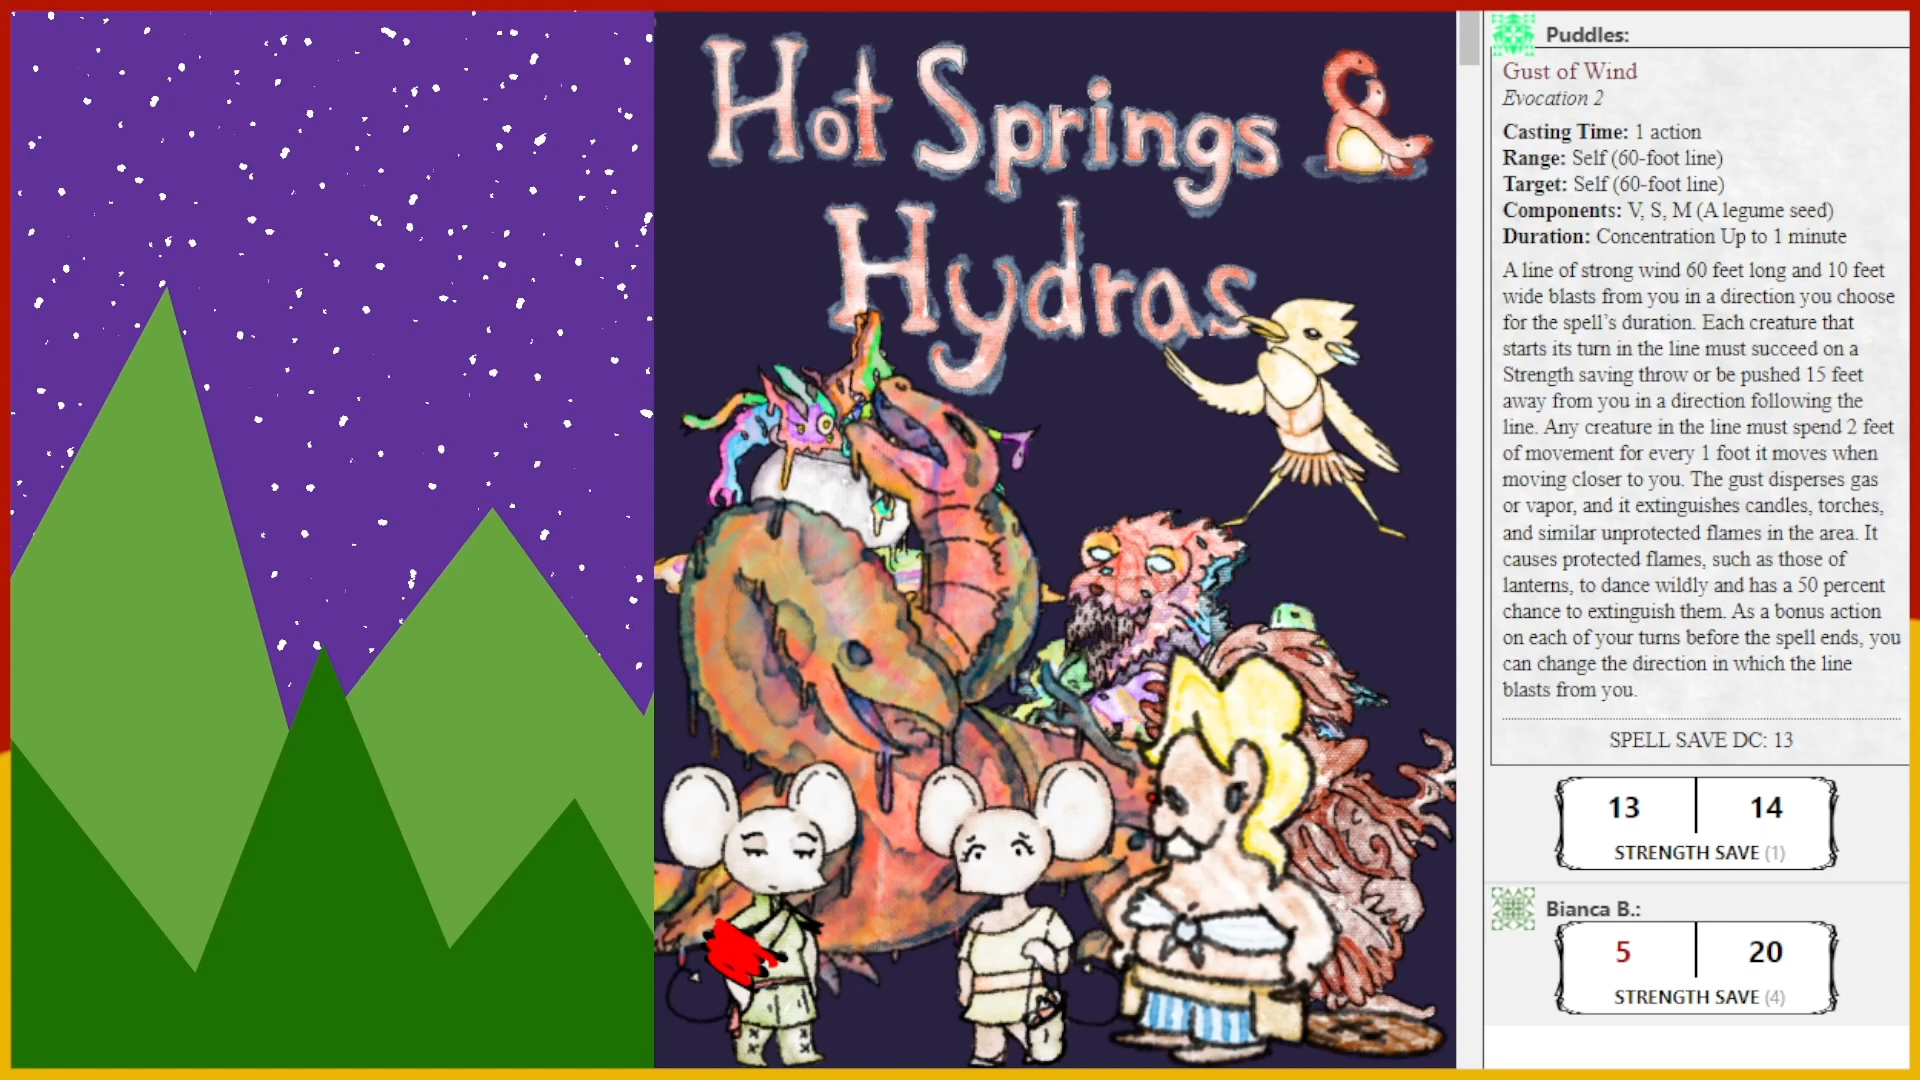 Hot Springs &
Hydras
Puddles:
Gust of Wind
Evocation 2
Casting Time: 1 action
Range: Self (60-foot line)
Target: Self (60-foot line)
Components: V, S, M (A legume seed)
Duration: Concentration Up to 1 minute
A line of strong wind 60 feet long and 10 feet
wide blasts from you in a direction you choose
for the spell’s duration. Each creature that
starts its turn in the line must succeed on a
Strength saving throw or be pushed 15 feet
away from you in a direction following the
line. Any creature in the line must spend 2 feet
of movement for every 1 foot it moves when
moving closer to you. The gust disperses gas
or vapor, and it extinguishes candles, torches,
and similar unprotected flames in the area. It
causes protected flames, such as those of
lanterns, to dance wildly and has a 50 percent
chance to extinguish them. As a bonus action
on each of your turns before the spell ends, you
can change the direction in which the line
blasts from you.
SPELL SAVE DC: 13
13 14
STRENGTH SAVE (1)
Bianca B.:
5 20
STRENGTH SAVE (4)